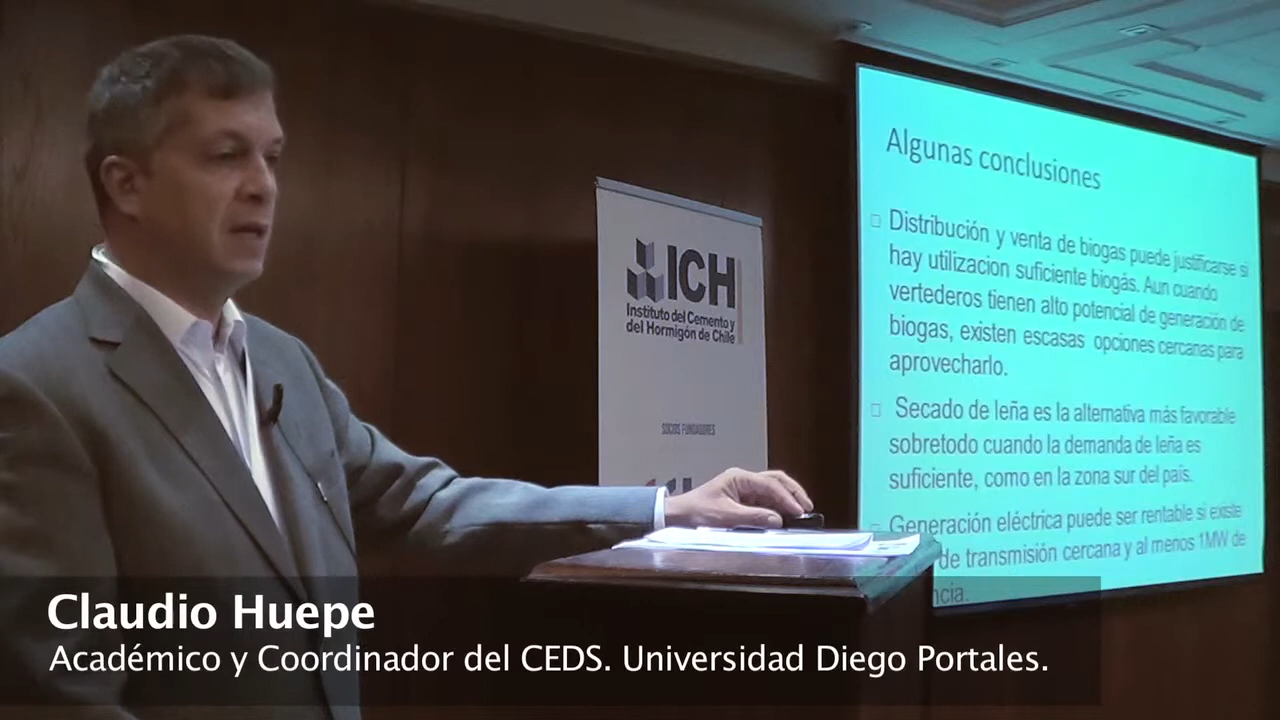 Algunas conclusiones
Distribución y venta de biogas puede justificarse si
hay utilizacion suficiente biogás. Aun cuando
vertederos tienen alto potencial de generación de
biogas, existen escasas opciones cercanas para
aprovecharlo.
Secado de leña es la alternativa más favorable
sobretodo cuando la demanda de leña es
suficiente, como en la zona sur del país.
Generación eléctrica puede ser rentable si existe
de transmisión cercana y al menos 1MW de
ICH
Instituto del Cemento y
del Hormigón de Chile
SOCIOS FUNDADORES
Claudio Huepe
Académico y Coordinador del CEDS. Universidad Diego Portales.